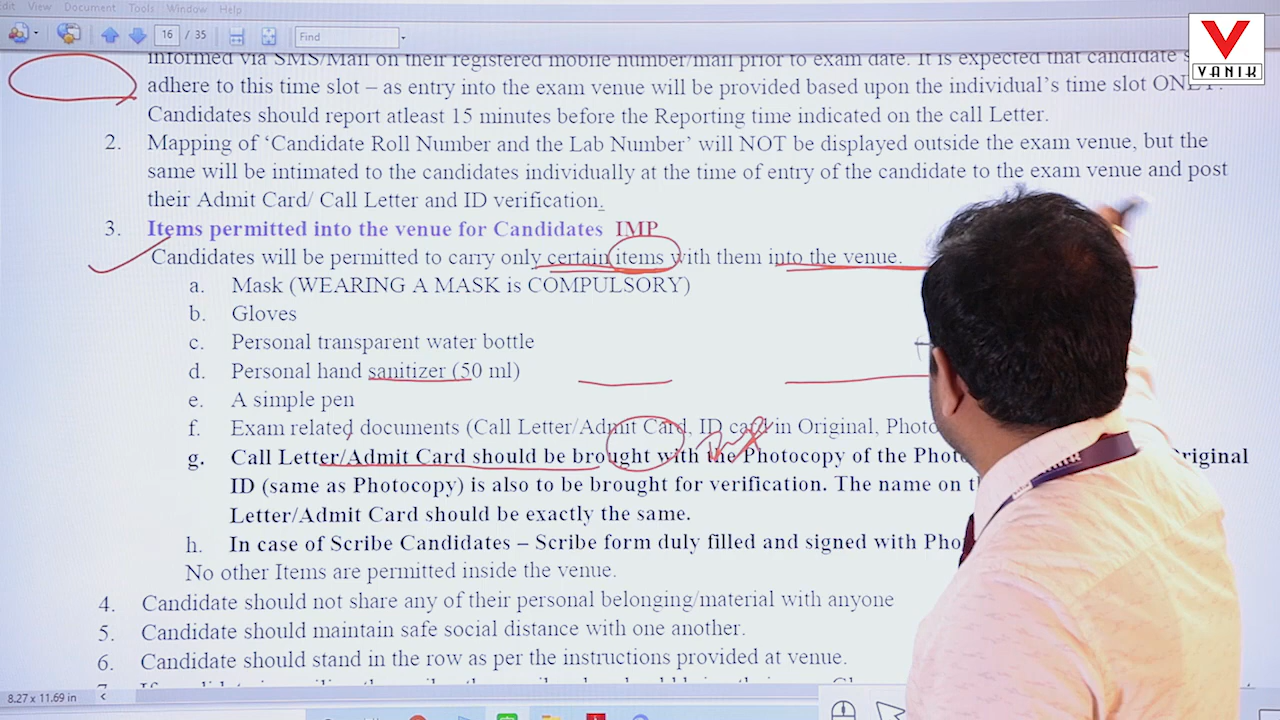 Edit View Document Tools Window Help
16 / 35
Find
VANIK
informed via SMS/Mail on their registered mobile number/mail prior to exam date. It is expected that candidate
adhere to this time slot – as entry into the exam venue will be provided based upon the individual's time slot ONLY.
Candidates should report atleast 15 minutes before the Reporting time indicated on the call Letter.
2. Mapping of ‘Candidate Roll Number and the Lab Number’ will NOT be displayed outside the exam venue, but the
same will be intimated to the candidates individually at the time of entry of the candidate to the exam venue and post
their Admit Card/ Call Letter and ID verification.
3. Items permitted into the venue for Candidates IMP
Candidates will be permitted to carry only certain items with them into the venue.
a. Mask (WEARING A MASK is COMPULSORY)
b. Gloves
c. Personal transparent water bottle
d. Personal hand sanitizer (50 ml)
e. A simple pen
f. Exam related documents (Call Letter/Admit Card, ID card in Original, Photo
g. Call Letter/Admit Card should be brought with the Photocopy of the Pho Original
ID (same as Photocopy) is also to be brought for verification. The name on
Letter/Admit Card should be exactly the same.
h. In case of Scribe Candidates – Scribe form duly filled and signed with Pho
No other Items are permitted inside the venue.
4. Candidate should not share any of their personal belonging/material with anyone
5. Candidate should maintain safe social distance with one another.
6. Candidate should stand in the row as per the instructions provided at venue.
8.27 x 11.69 in